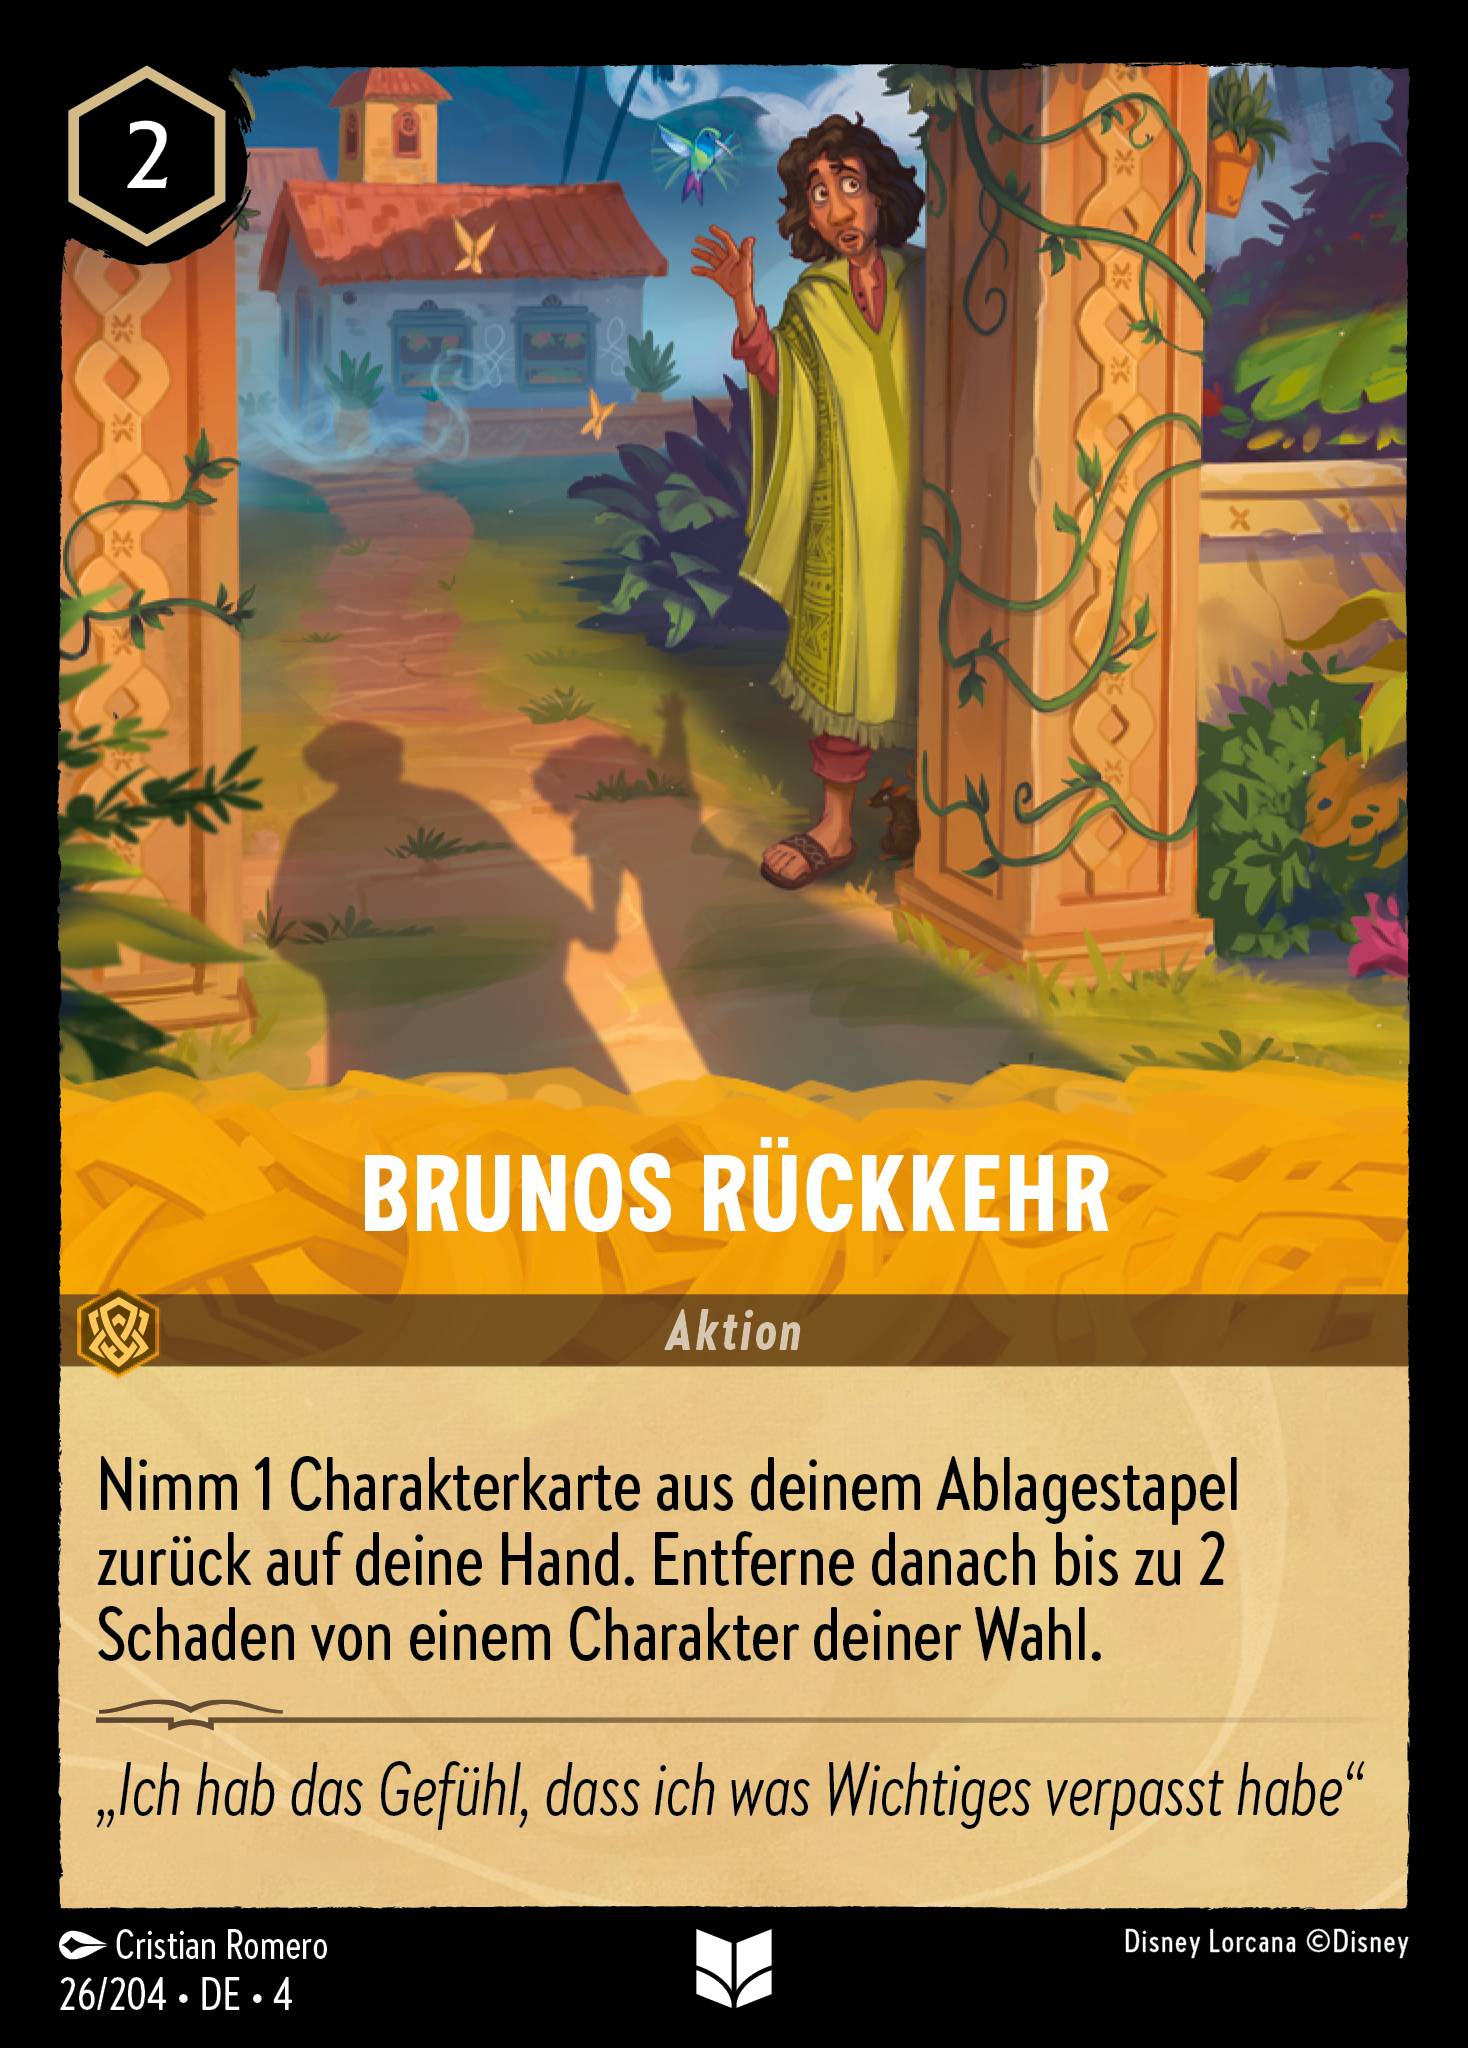 2
BRUNOS RÜCKKEHR
Aktion
Nimm 1 Charakterkarte aus deinem Ablagestapel
zurück auf deine Hand. Entferne danach bis zu 2
Schaden von einem Charakter deiner Wahl.
„Ich hab das Gefühl, dass ich was Wichtiges verpasst habe“
Cristian Romero
Disney Lorcana ©Disney
26/204 • DE • 4